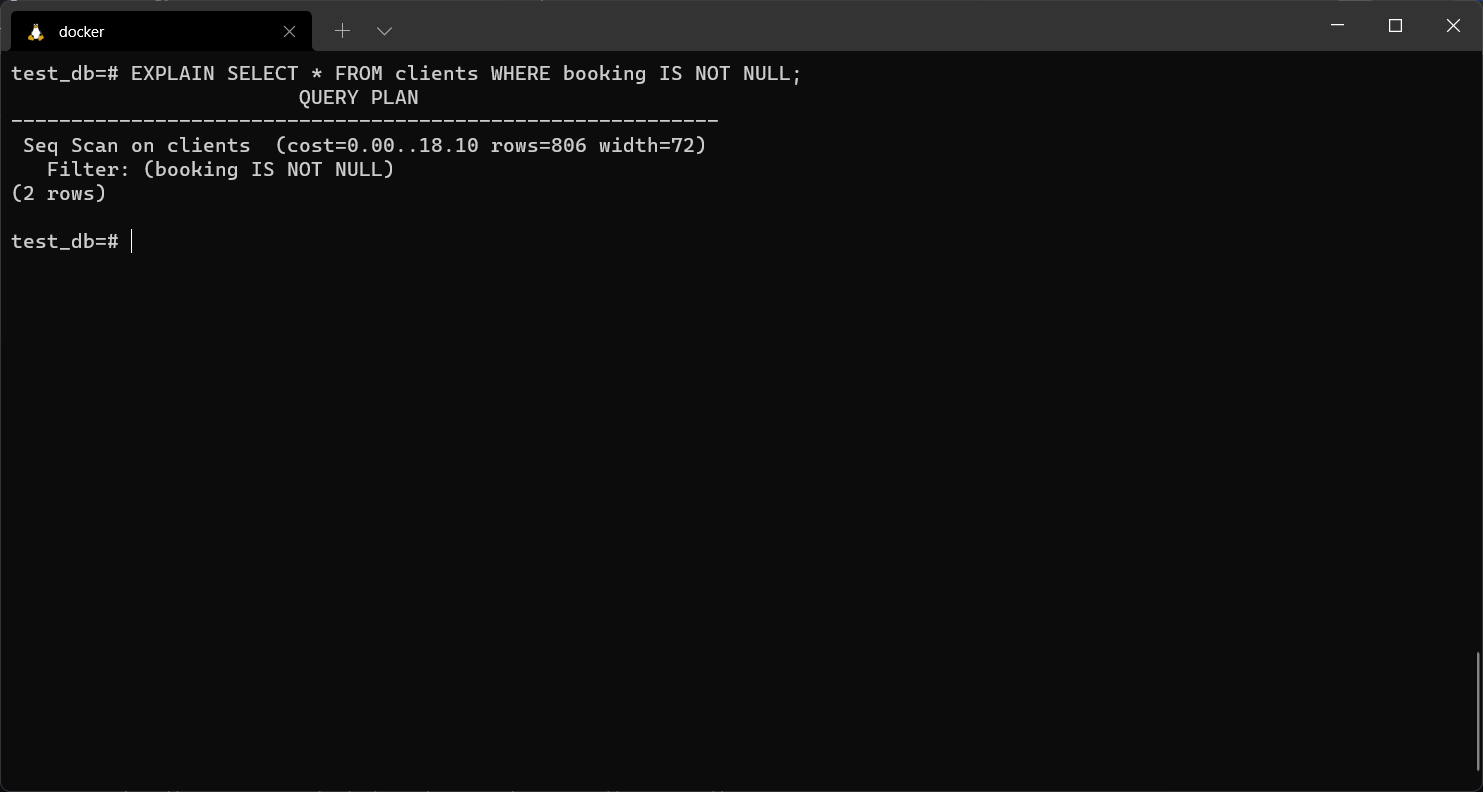 docker
test_db=# EXPLAIN SELECT * FROM clients WHERE booking IS NOT NULL;
QUERY PLAN
-----------------------------------------------------------
Seq Scan on clients  (cost=0.00..18.10 rows=806 width=72)
Filter: (booking IS NOT NULL)
(2 rows)
test_db=#